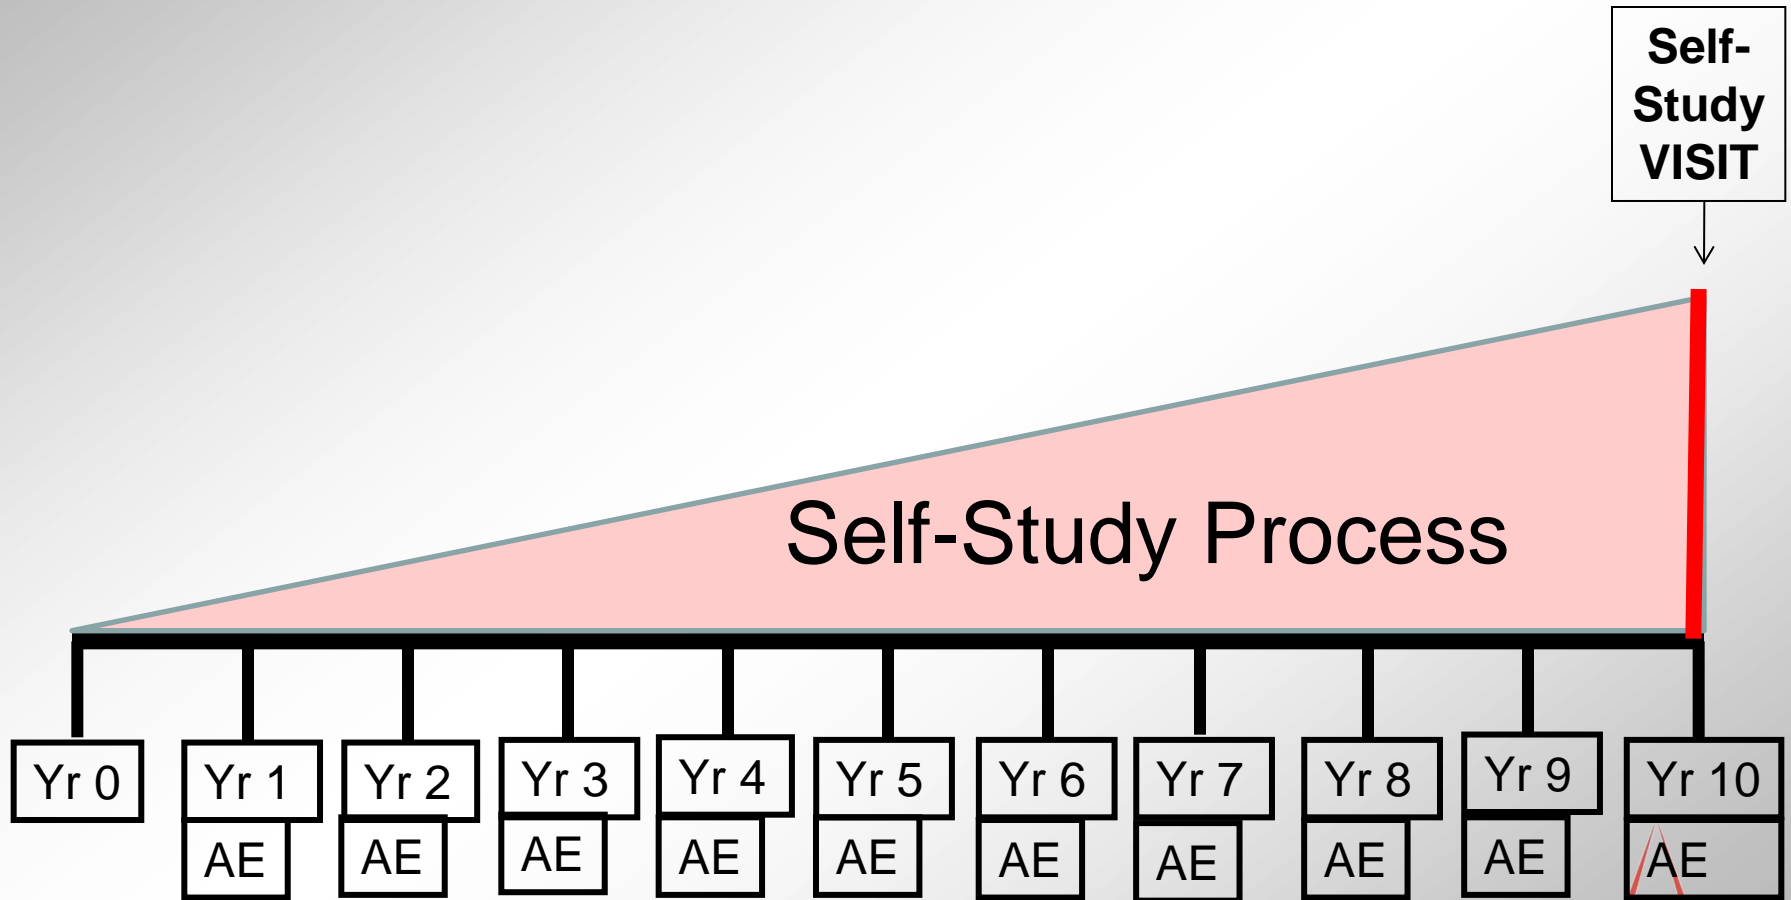 Self-
Study
VISIT
Self-Study Process
Yr 0
Yr 1
Yr 2
Yr 3
Yr 4
Yr 5
Yr 6
Yr 7
Yr 8
Yr 9
Yr 10
AE
AE
AE
AE
AE
AE
AE
AE
AE
AE